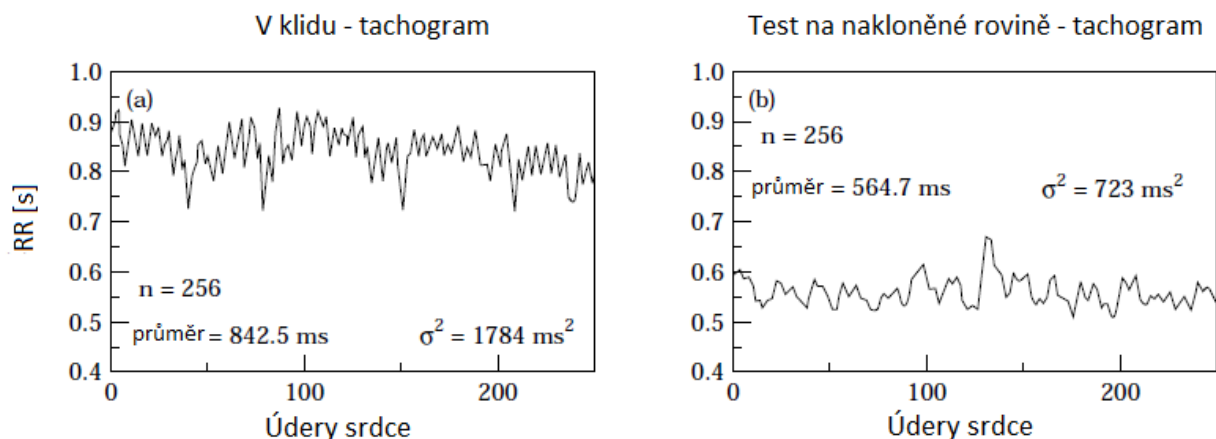 V klidu - tachogram
1.0
0.9
0.8
0.7
0.6
0.5
0.4
RR [s]
(a)
n = 256
průměr = 842.5 ms
σ² = 1784 ms²
0
100
200
Údery srdce
Test na nakloněné rovině - tachogram
1.0
0.9
0.8
0.7
0.6
0.5
0.4
(b)
n = 256
průměr = 564.7 ms
σ² = 723 ms²
0
100
200
Údery srdce